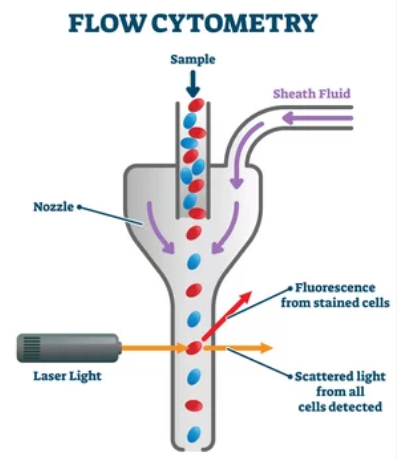 FLOW CYTOMETRY
Sample
Sheath Fluid
Nozzle
Fluorescence
from stained cells
Laser Light
Scattered light
from all
cells detected